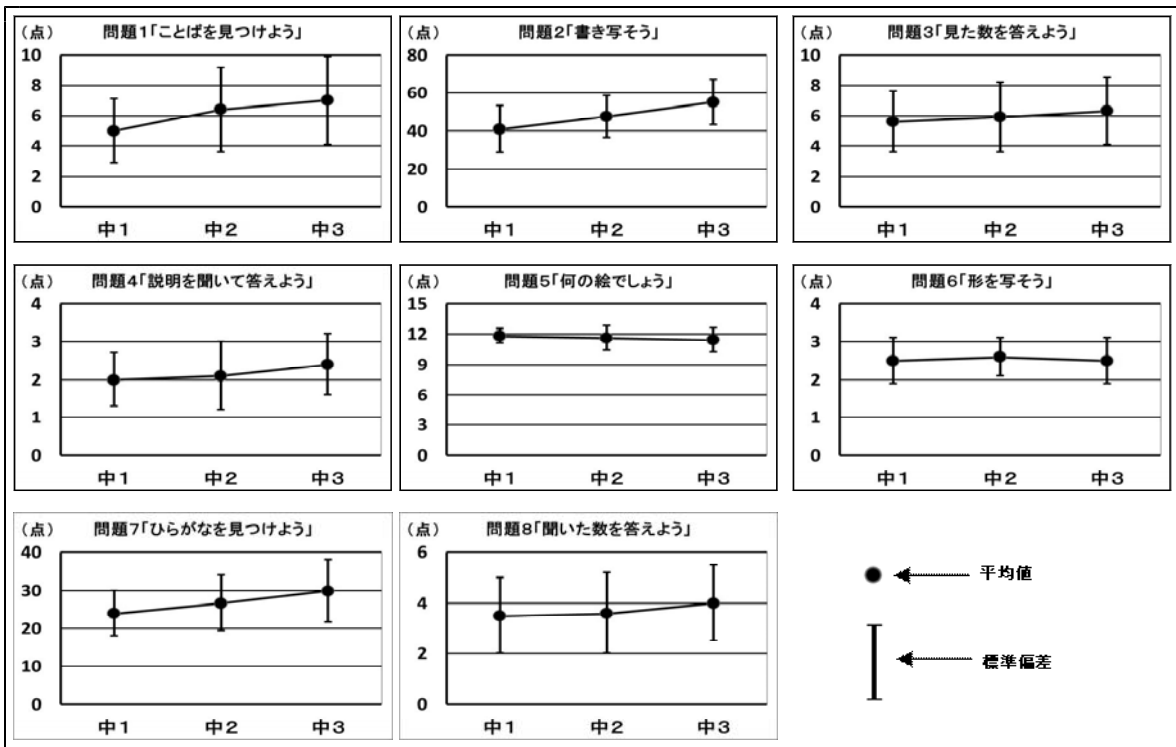 (点) 問題1「ことばを見つけよう」
10
8
6
4
2
0
中1 中2 中3
(点) 問題2「書き写そう」
80
60
40
20
0
中1 中2 中3
(点) 問題3「見た数を答えよう」
10
8
6
4
2
0
中1 中2 中3
(点) 問題4「説明を聞いて答えよう」
4
3
2
1
0
中1 中2 中3
(点) 問題5「何の絵でしょう」
15
12
9
6
3
0
中1 中2 中3
(点) 問題6「形を写そう」
4
3
2
1
0
中1 中2 中3
(点) 問題7「ひらがなを見つけよう」
40
30
20
10
0
中1 中2 中3
(点) 問題8「聞いた数を答えよう」
6
4
2
0
中1 中2 中3
平均値
標準偏差